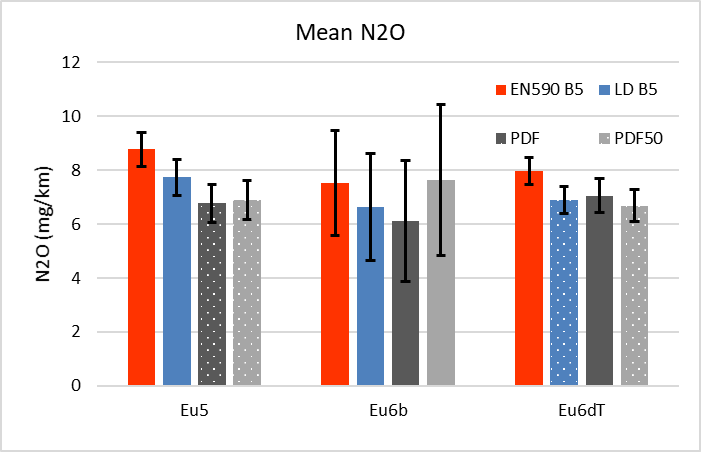 Mean N2O
12
10
8
6
4
2
0
N2O (mg/km)
EN590 B5
LD B5
PDF
PDF50
Eu5
Eu6b
Eu6dT